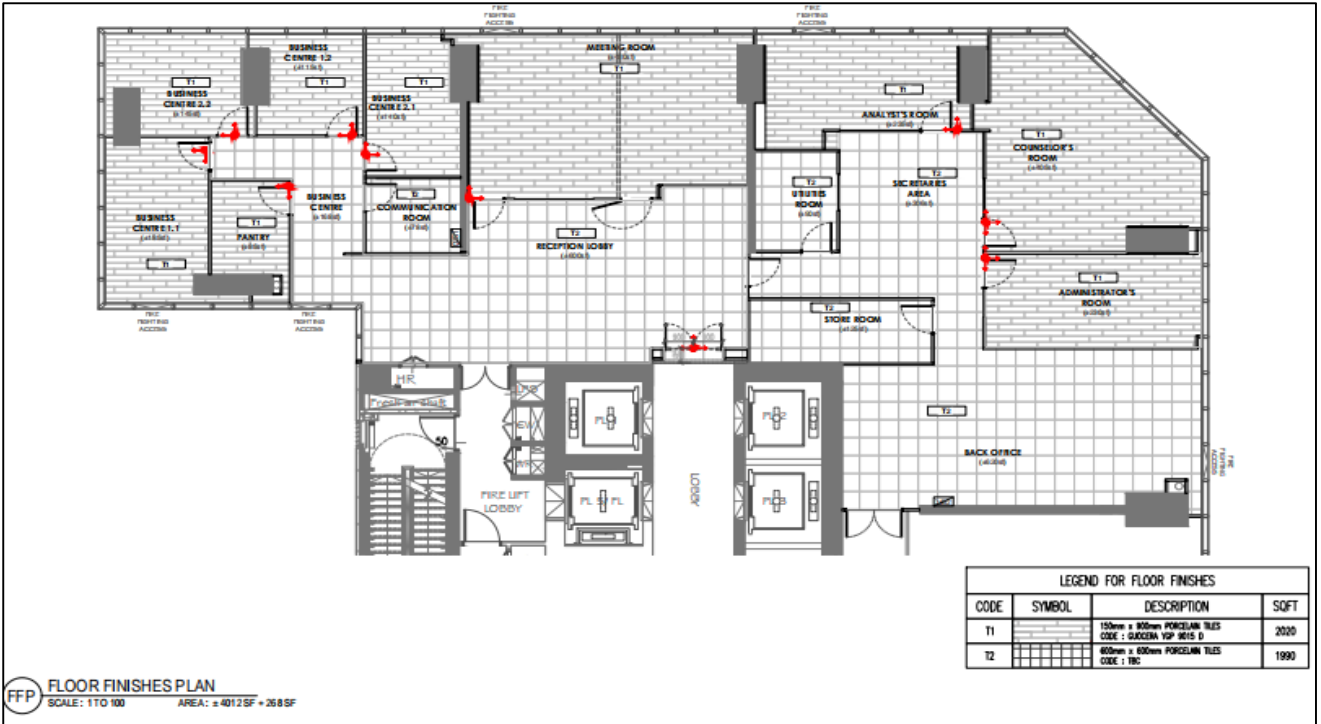 FIRE
FIGHTING
ACCESS
FIRE
FIGHTING
ACCESS
BUSINESS
CENTRE 1.2
T1
T1
BUSINESS
CENTRE 2.2
T1
BUSINESS
CENTRE 2.1
MEETING ROOM
T1
T1
ANALYST'S ROOM
T1
COUNSELOR'S
ROOM
T2
UTILITIES
ROOM
T2
SECRETARIES
AREA
BUSINESS
CENTRE
T2
COMMUNICATION
ROOM
BUSINESS
CENTRE 1.1
T1
T1
PANTRY
T2
RECEPTION LOBBY
T1
ADMINISTRATOR'S
ROOM
T2
STORE ROOM
FIRE
FIGHTING
ACCESS
FIRE
FIGHTING
ACCESS
HR
T2
BACK OFFICE
50
FIRE LIFT
LOBBY
LOBBY
FIRE
FIGHTING
ACCESS
LEGEND FOR FLOOR FINISHES
CODE SYMBOL DESCRIPTION SQFT
T1 150mm x 900mm PORCELAIN TILES 2020
CODE : GUOCERA YGP 9015 D
T2 600mm x 600mm PORCELAIN TILES 1990
CODE : TBC
FFP FLOOR FINISHES PLAN
SCALE: 1 TO 100 AREA: ±4012 SF + 268 SF